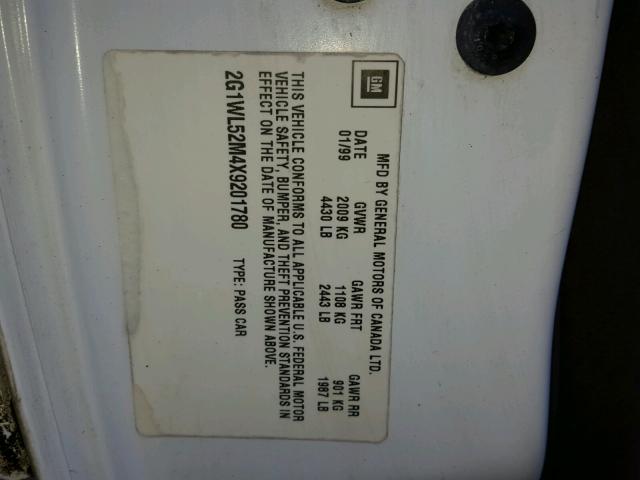 GM
MFD BY GENERAL MOTORS OF CANADA LTD.
DATE GVWR GAWR FRT GAWR RR
01/99 2009 KG 1108 KG 901 KG
4430 LB 2443 LB 1987 LB
THIS VEHICLE CONFORMS TO ALL APPLICABLE U.S. FEDERAL MOTOR
VEHICLE SAFETY, BUMPER, AND THEFT PREVENTION STANDARDS IN
EFFECT ON THE DATE OF MANUFACTURE SHOWN ABOVE.
2G1WL52M4X9201780 TYPE: PASS CAR